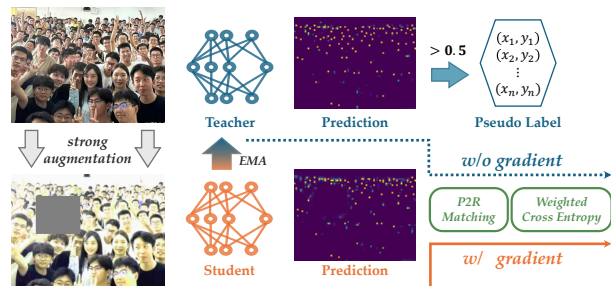 > 0.5
(x₁, y₁)
(x₂, y₂)
⋮
(xₙ, yₙ)
Teacher
Prediction
Pseudo Label
strong
augmentation
EMA
w/o gradient
P2R
Matching
Weighted
Cross Entropy
Student
Prediction
w/ gradient